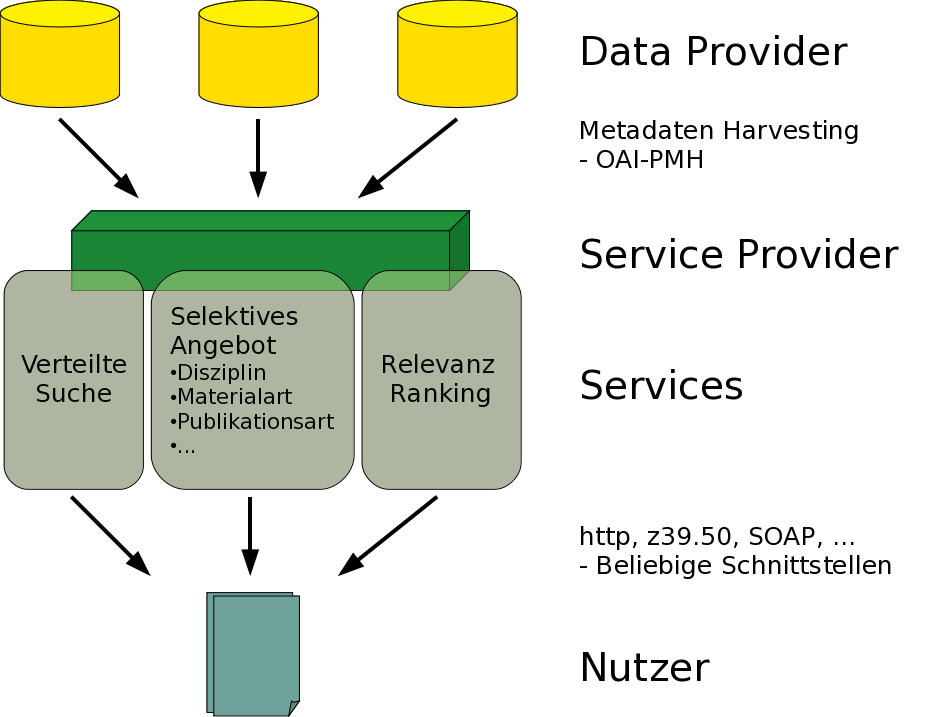 Data Provider
Metadaten Harvesting
- OAI-PMH
Service Provider
Verteilte
Suche
Selektives
Angebot
•Disziplin
•Materialart
•Publikationsart
•...
Relevanz
Ranking
Services
http, z39.50, SOAP, ...
- Beliebige Schnittstellen
Nutzer